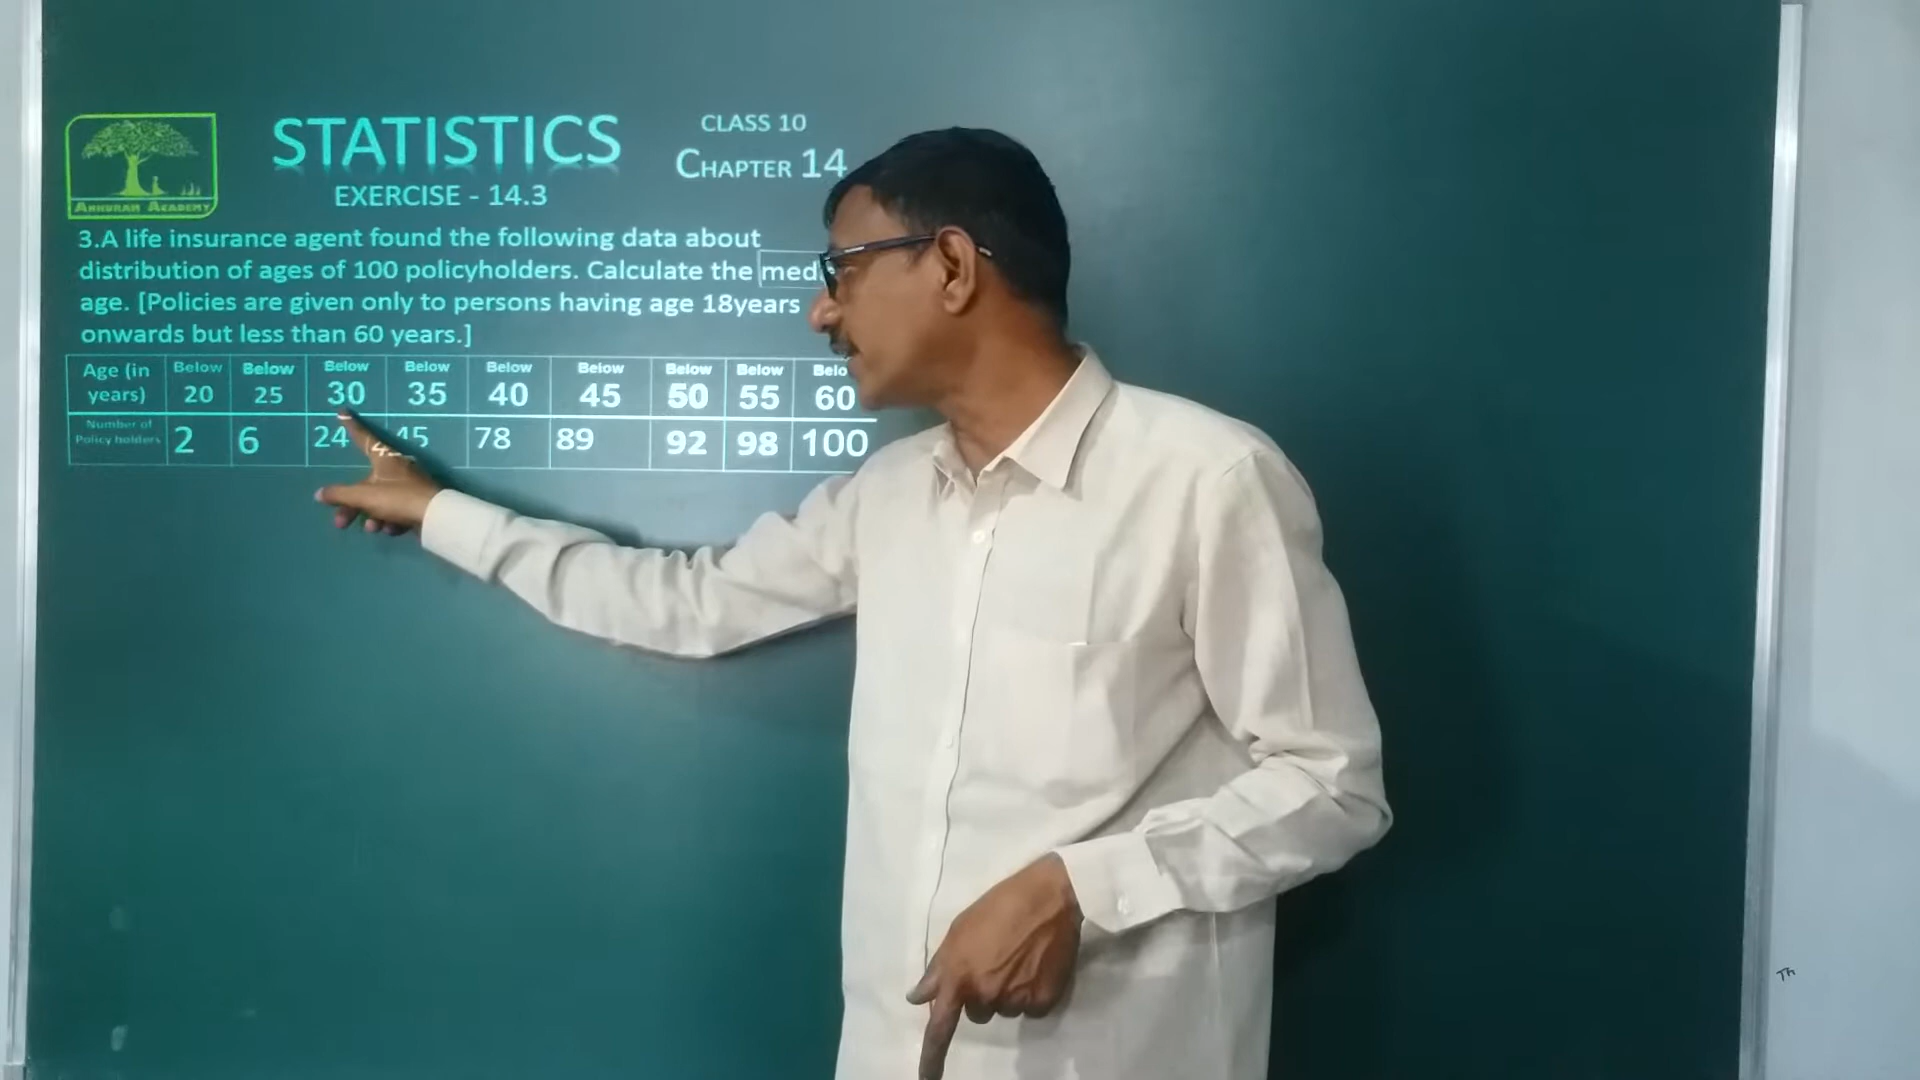 STATISTICS
EXERCISE - 14.3
CLASS 10
CHAPTER 14
ANNURAM ACADEMY
3.A life insurance agent found the following data about
distribution of ages of 100 policyholders. Calculate the
age. [Policies are given only to persons having age 18years
onwards but less than 60 years.]
Age (in years) Below 20 Below 25 Below 30 Below 35 Below 40 Below 45 Below 50 Below 55 60
Number of Policy holders 2 6 24 45 78 89 92 98 100